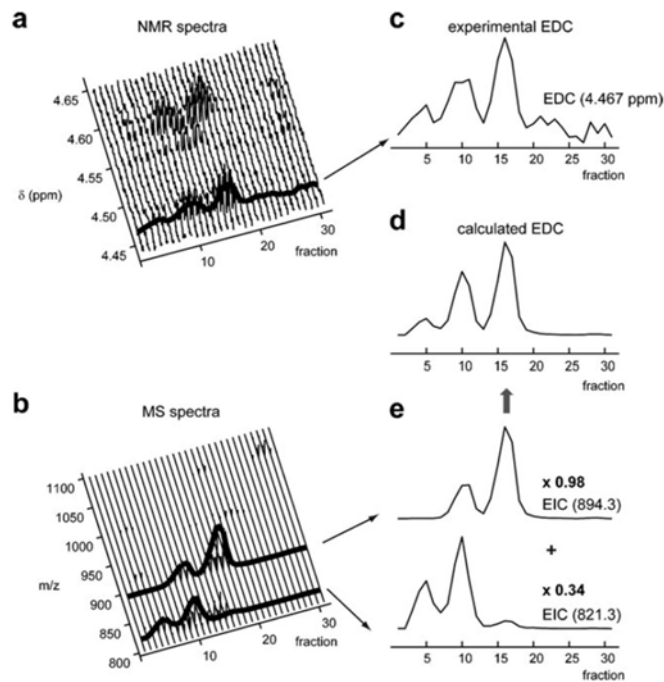 a
NMR spectra
4.65
4.60
4.55
4.50
4.45
δ (ppm)
10
20
30
fraction
c
experimental EDC
EDC (4.467 ppm)
5 10 15 20 25 30
fraction
d
calculated EDC
5 10 15 20 25 30
fraction
b
MS spectra
1100
1050
1000
950
900
850
800
m/z
10
20
30
fraction
e
x 0.98
EIC (894.3)
+
x 0.34
EIC (821.3)
5 10 15 20 25 30
fraction